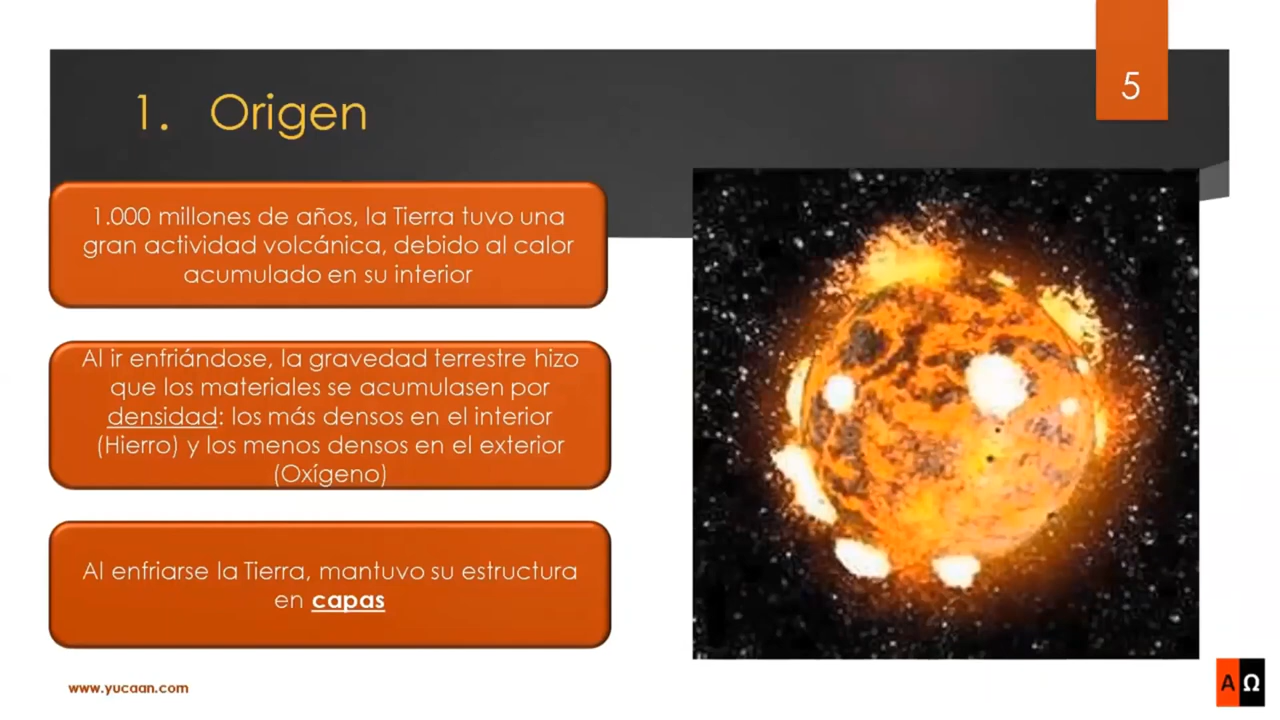 5
1. Origen
1.000 millones de años, la Tierra tuvo una
gran actividad volcánica, debido al calor
acumulado en su interior
Al ir enfriándose, la gravedad terrestre hizo
que los materiales se acumulasen por
densidad: los más densos en el interior
(Hierro) y los menos densos en el exterior
(Oxígeno)
Al enfriarse la Tierra, mantuvo su estructura
en capas
www.yucaan.com
AΩ